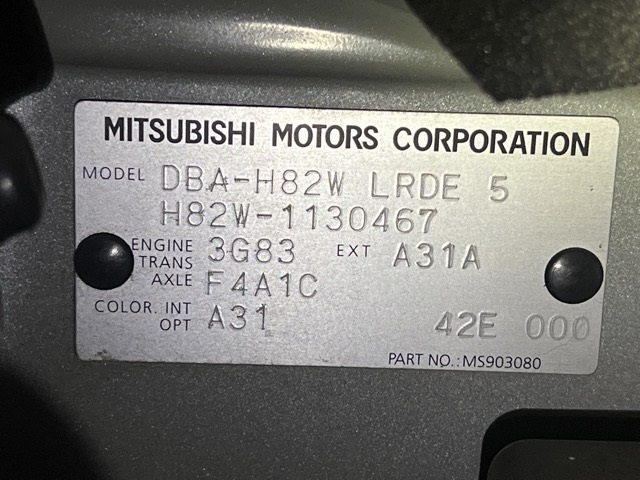 MITSUBISHI MOTORS CORPORATION
MODEL DBA-H82W LRDE 5
H82W-1130467
ENGINE 3G83 EXT A31A
TRANS
AXLE F4A1C
COLOR. INT A31
OPT 42E 000
PART NO.:MS903080